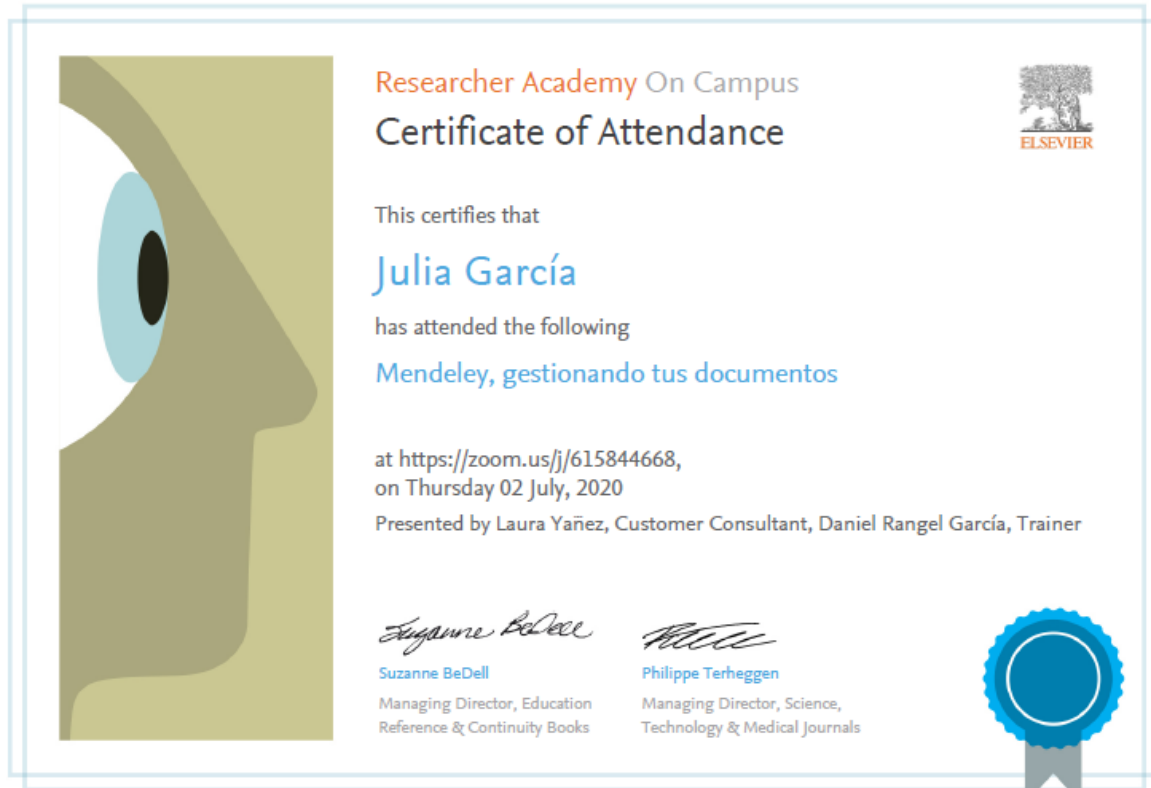 Researcher Academy On Campus
Certificate of Attendance
ELSEVIER
This certifies that
Julia García
has attended the following
Mendeley, gestionando tus documentos
at https://zoom.us/j/615844668,
on Thursday 02 July, 2020
Presented by Laura Yañez, Customer Consultant, Daniel Rangel García, Trainer
Suzanne BeDell
Suzanne BeDell
Philippe Terheggen
Managing Director, Education
Reference & Continuity Books
Managing Director, Science,
Technology & Medical Journals